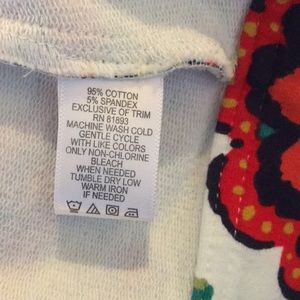 95% COTTON
5% SPANDEX
EXCLUSIVE OF TRIM
RN 81893
MACHINE WASH COLD
GENTLE CYCLE
WITH LIKE COLORS
ONLY NON-CHLORINE
BLEACH
WHEN NEEDED
TUMBLE DRY LOW
WARM IRON
IF NEEDED